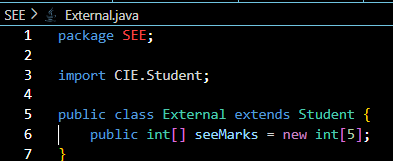 SEE > External.java
1 package SEE;
2
3 import CIE.Student;
4
5 public class External extends Student {
6     public int[] seeMarks = new int[5];
7 }